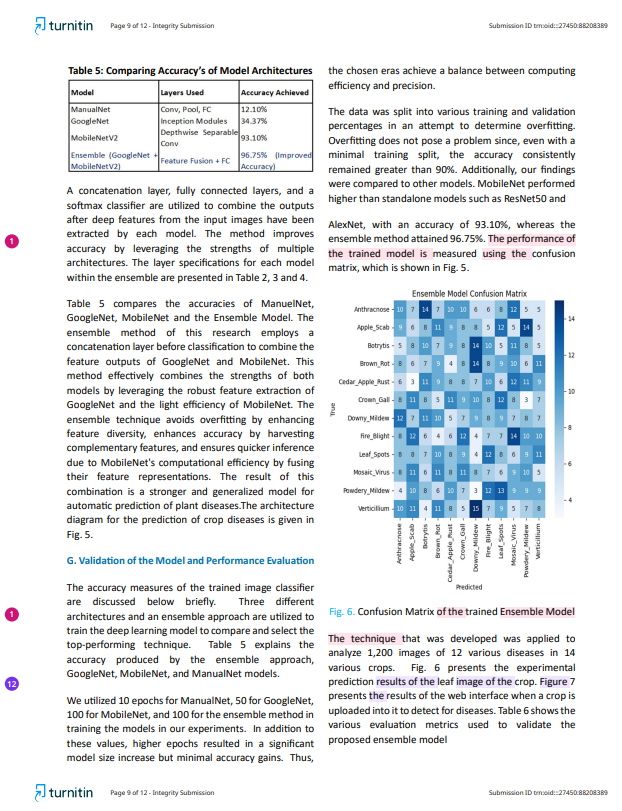 turnitin Page 9 of 12 - Integrity Submission Submission ID trn:oid:::27450:88208389
Table 5: Comparing Accuracy's of Model Architectures
Model Layers Used Accuracy Achieved
ManualNet Conv, Pool, FC 12.10%
GoogleNet Inception Modules 34.37%
MobileNetV2 Depthwise Separable Conv 93.10%
Ensemble (GoogleNet + MobileNetV2) Feature Fusion + FC 96.75% (Improved Accuracy)
A concatenation layer, fully connected layers, and a
softmax classifier are utilized to combine the outputs
after deep features from the input images have been
extracted by each model. The method improves
accuracy by leveraging the strengths of multiple
architectures. The layer specifications for each model
within the ensemble are presented in Table 2, 3 and 4.
1
Table 5 compares the accuracies of ManuelNet,
GoogleNet, MobileNet and the Ensemble Model. The
ensemble method of this research employs a
concatenation layer before classification to combine the
feature outputs of GoogleNet and MobileNet. This
method effectively combines the strengths of both
models by leveraging the robust feature extraction of
GoogleNet and the light efficiency of MobileNet. The
ensemble technique avoids overfitting by enhancing
feature diversity, enhances accuracy by harvesting
complementary features, and ensures quicker inference
due to MobileNet's computational efficiency by fusing
their feature representations. The result of this
combination is a stronger and generalized model for
automatic prediction of plant diseases.The architecture
diagram for the prediction of crop diseases is given in
Fig. 5.
G. Validation of the Model and Performance Evaluation
The accuracy measures of the trained image classifier
are discussed below briefly. Three different
architectures and an ensemble approach are utilized to
train the deep learning model to compare and select the
top-performing technique. Table 5 explains the
accuracy produced by the ensemble approach,
GoogleNet, MobileNet, and ManualNet models.
1
12
We utilized 10 epochs for ManualNet, 50 for GoogleNet,
100 for MobileNet, and 100 for the ensemble method in
training the models in our experiments. In addition to
these values, higher epochs resulted in a significant
model size increase but minimal accuracy gains. Thus,
the chosen eras achieve a balance between computing
efficiency and precision.
The data was split into various training and validation
percentages in an attempt to determine overfitting.
Overfitting does not pose a problem since, even with a
minimal training split, the accuracy consistently
remained greater than 90%. Additionally, our findings
were compared to other models. MobileNet performed
higher than standalone models such as ResNet50 and
AlexNet, with an accuracy of 93.10%, whereas the
ensemble method attained 96.75%. The performance of
the trained model is measured using the confusion
matrix, which is shown in Fig. 5.
Ensemble Model Confusion Matrix
True
Anthracnose 10 7 14 7 10 10 6 6 8 12 5 5
Apple_Scab 9 6 8 11 9 8 8 5 12 5 14 5
Botrytis 5 8 10 7 9 8 14 10 5 11 8 5
Brown_Rot 8 6 7 9 4 8 14 8 9 10 6 11
Cedar_Apple_Rust 6 3 11 9 8 8 7 10 6 12 11 9
Crown_Gall 8 11 8 5 11 9 10 8 12 8 3 7
Downy_Mildew 12 7 11 10 5 7 9 8 9 7 8 7
Fire_Blight 8 12 6 4 6 12 4 7 7 14 10 10
Leaf_Spots 8 8 7 10 8 9 4 12 8 6 9 11
Mosaic_Virus 8 11 6 11 8 11 8 7 6 9 10 5
Powdery_Mildew 4 10 8 6 10 7 3 12 13 9 9 9
Verticillium 10 11 4 11 8 5 15 7 9 5 7 8
Anthracnose Apple_Scab Botrytis Brown_Rot Cedar_Apple_Rust Crown_Gall Downy_Mildew Fire_Blight Leaf_Spots Mosaic_Virus Powdery_Mildew Verticillium
Predicted
14
12
10
8
6
4
Fig. 6. Confusion Matrix of the trained Ensemble Model
The technique that was developed was applied to
analyze 1,200 images of 12 various diseases in 14
various crops. Fig. 6 presents the experimental
prediction results of the leaf image of the crop. Figure 7
presents the results of the web interface when a crop is
uploaded into it to detect for diseases. Table 6 shows the
various evaluation metrics used to validate the
proposed ensemble model
turnitin Page 9 of 12 - Integrity Submission Submission ID trn:oid:::27450:88208389